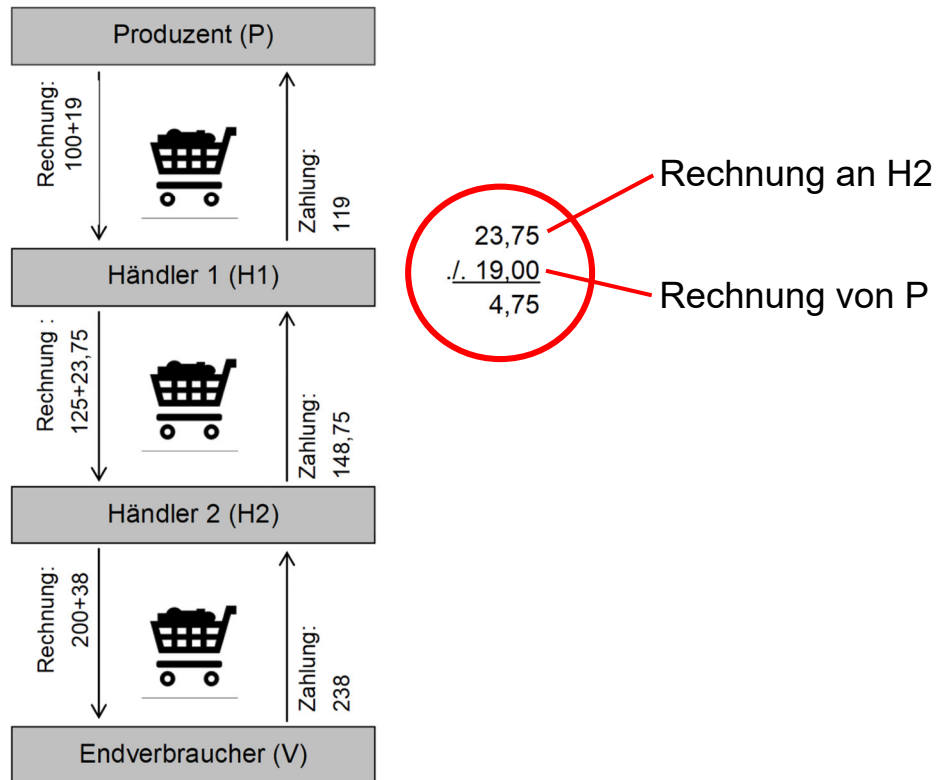 Produzent (P)
Rechnung:
100+19
Zahlung:
119
Rechnung an H2
23,75
./. 19,00
4,75
Rechnung von P
Händler 1 (H1)
Rechnung :
125+23,75
Zahlung:
148,75
Händler 2 (H2)
Rechnung:
200+38
Zahlung:
238
Endverbraucher (V)